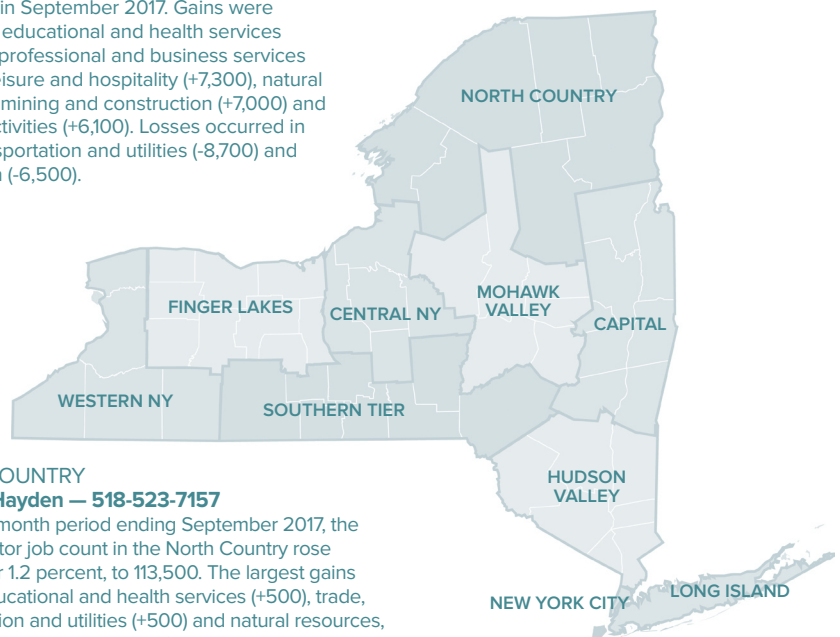 in September 2017. Gains were
educational and health services
professional and business services
eisure and hospitality (+7,300), natural
mining and construction (+7,000) and
ctivities (+6,100). Losses occurred in
sportation and utilities (-8,700) and
(-6,500).
NORTH COUNTRY
FINGER LAKES
CENTRAL NY
MOHAWK
VALLEY
CAPITAL
WESTERN NY
SOUTHERN TIER
HUDSON
VALLEY
NEW YORK CITY
LONG ISLAND
OUNTRY
Hayden — 518-523-7157
month period ending September 2017, the
tor job count in the North Country rose
1.2 percent, to 113,500. The largest gains
ucational and health services (+500), trade,
ion and utilities (+500) and natural resources,